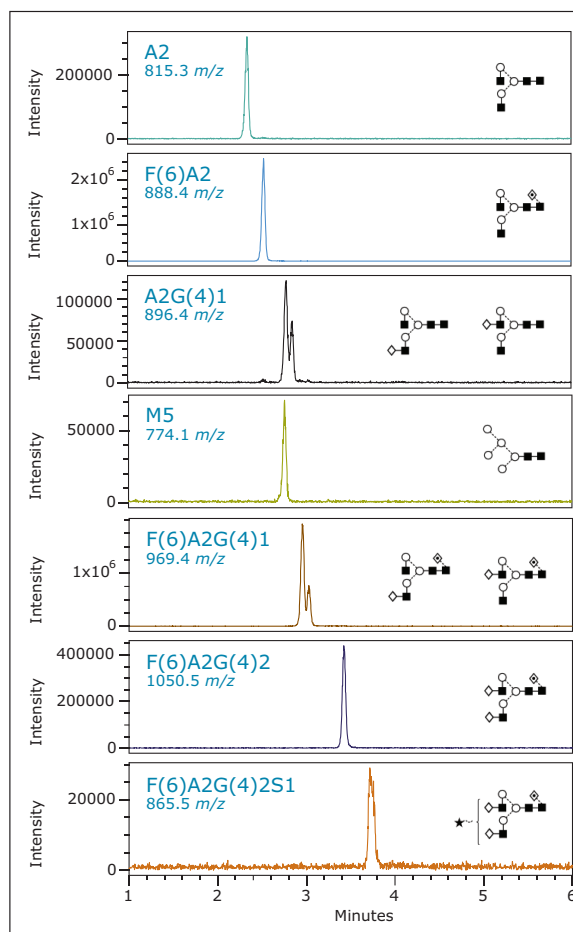 A2
815.3 m/z
Intensity
200000
0
F(6)A2
888.4 m/z
Intensity
2x10⁶
1x10⁶
0
A2G(4)1
896.4 m/z
Intensity
100000
50000
0
M5
774.1 m/z
Intensity
50000
0
F(6)A2G(4)1
969.4 m/z
Intensity
1x10⁶
0
F(6)A2G(4)2
1050.5 m/z
Intensity
400000
200000
0
F(6)A2G(4)2S1
865.5 m/z
Intensity
20000
0
1 2 3 4 5 6
Minutes